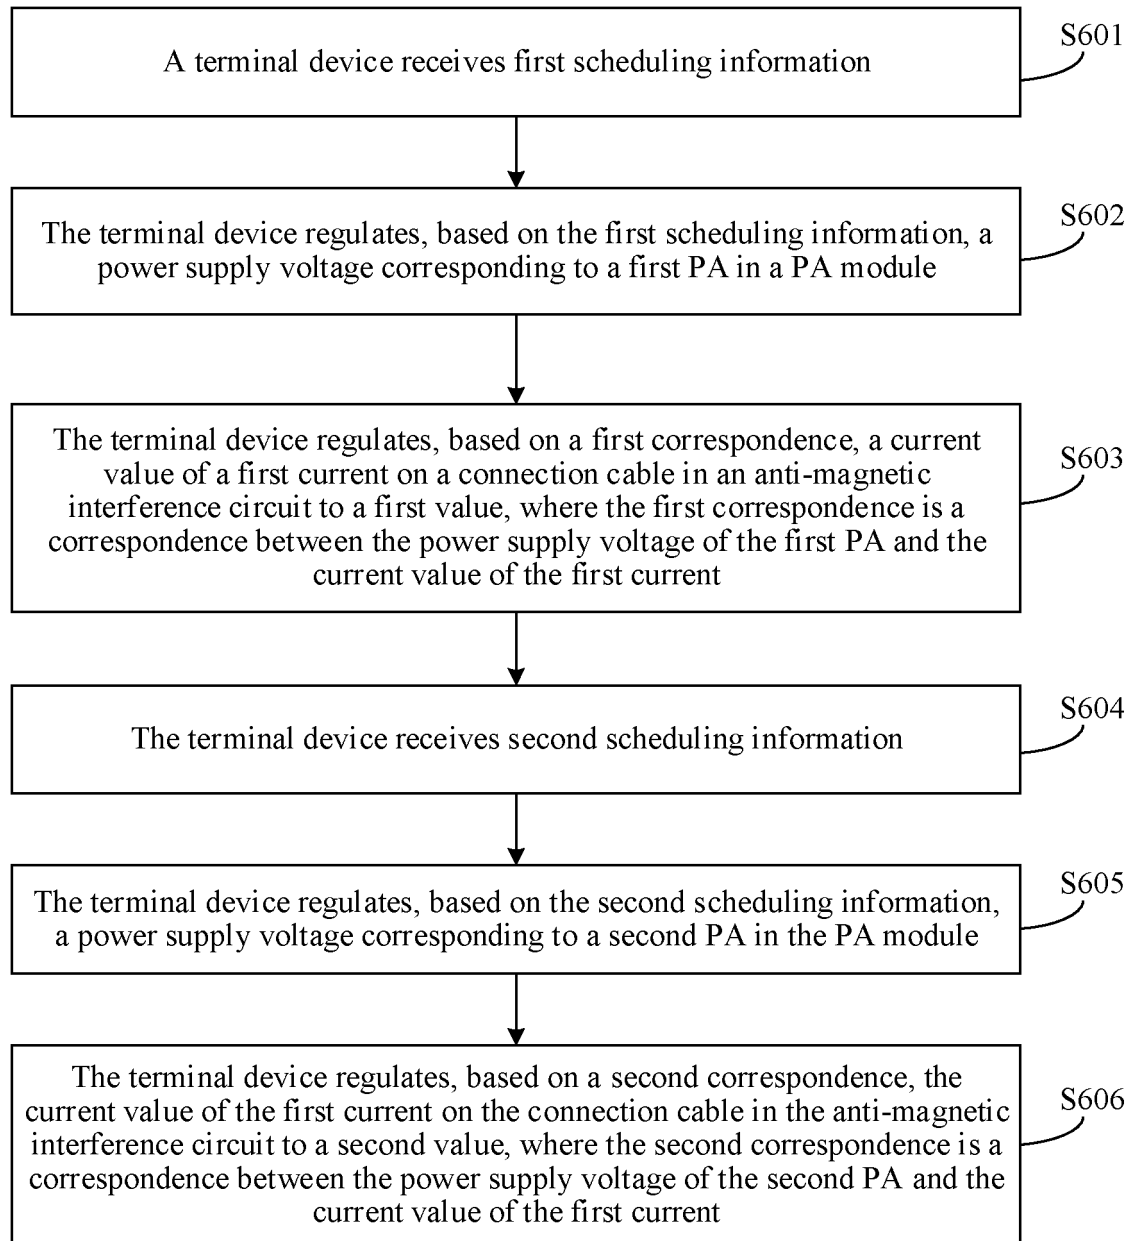 A terminal device receives first scheduling information
S601
The terminal device regulates, based on the first scheduling information, a
power supply voltage corresponding to a first PA in a PA module
S602
The terminal device regulates, based on a first correspondence, a current
value of a first current on a connection cable in an anti-magnetic
interference circuit to a first value, where the first correspondence is a
correspondence between the power supply voltage of the first PA and the
current value of the first current
S603
The terminal device receives second scheduling information
S604
The terminal device regulates, based on the second scheduling information,
a power supply voltage corresponding to a second PA in the PA module
S605
The terminal device regulates, based on a second correspondence, the
current value of the first current on the connection cable in the anti-magnetic
interference circuit to a second value, where the second correspondence is a
correspondence between the power supply voltage of the second PA and the
current value of the first current
S606